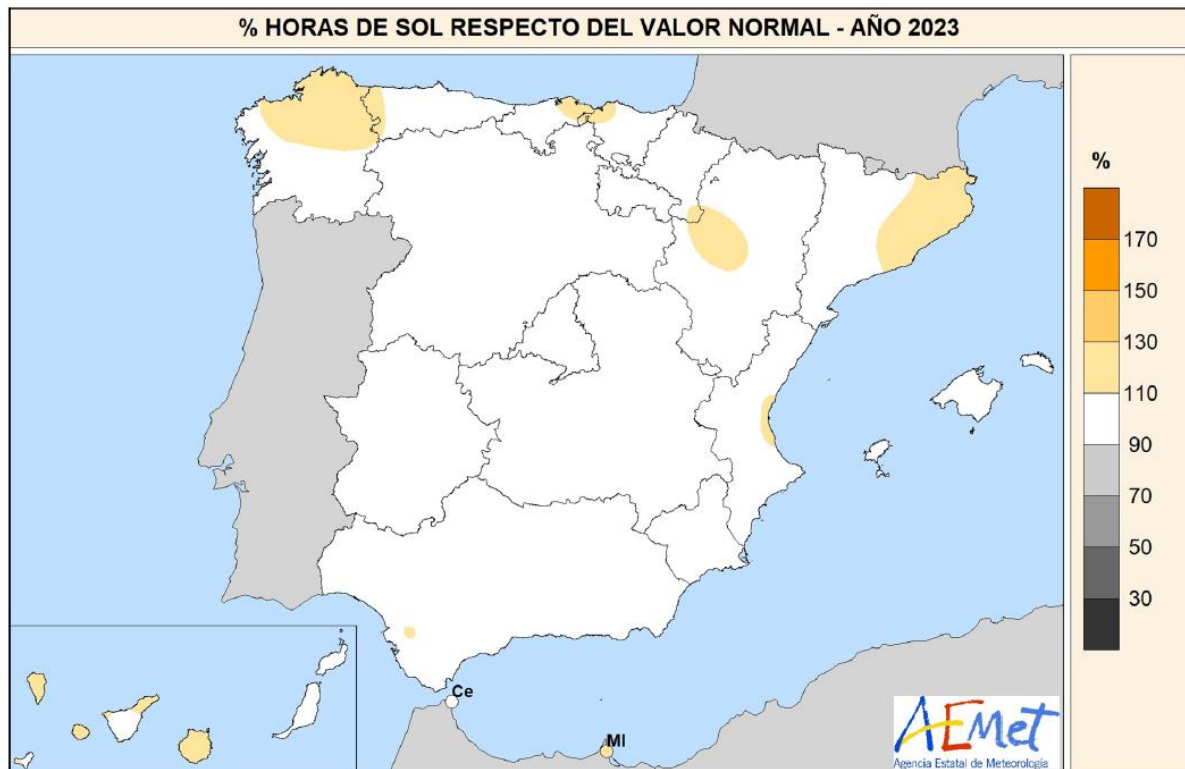 % HORAS DE SOL RESPECTO DEL VALOR NORMAL - AÑO 2023
%
170
150
130
110
90
70
50
30
Ce
Ml
AEMet
Agencia Estatal de Meteorología